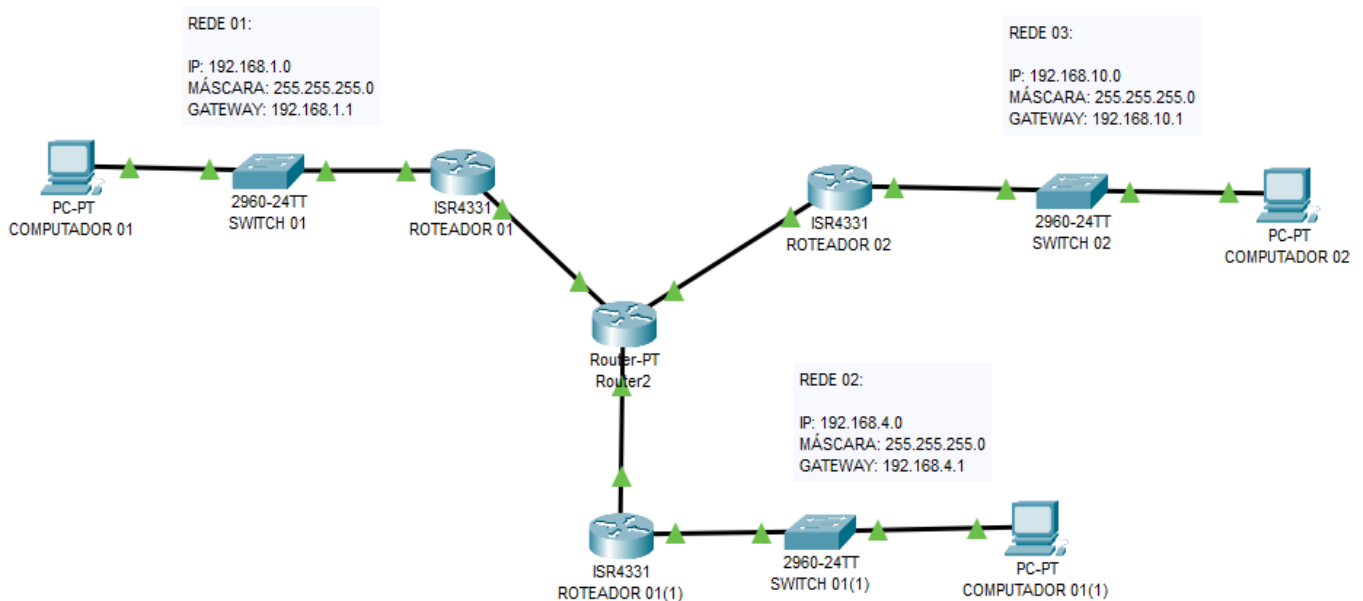 REDE 01:
IP: 192.168.1.0
MÁSCARA: 255.255.255.0
GATEWAY: 192.168.1.1
REDE 03:
IP: 192.168.10.0
MÁSCARA: 255.255.255.0
GATEWAY: 192.168.10.1
PC-PT
COMPUTADOR 01
2960-24TT
SWITCH 01
ISR4331
ROTEADOR 01
ISR4331
ROTEADOR 02
2960-24TT
SWITCH 02
PC-PT
COMPUTADOR 02
Router-PT
Router2
REDE 02:
IP: 192.168.4.0
MÁSCARA: 255.255.255.0
GATEWAY: 192.168.4.1
ISR4331
ROTEADOR 01(1)
2960-24TT
SWITCH 01(1)
PC-PT
COMPUTADOR 01(1)